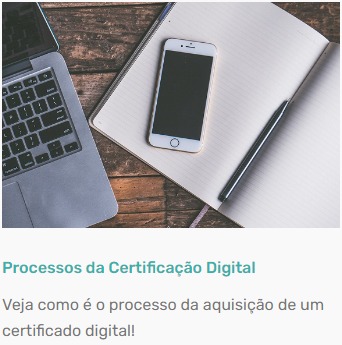 Processos da Certificação Digital
Veja como é o processo da aquisição de um
certificado digital!